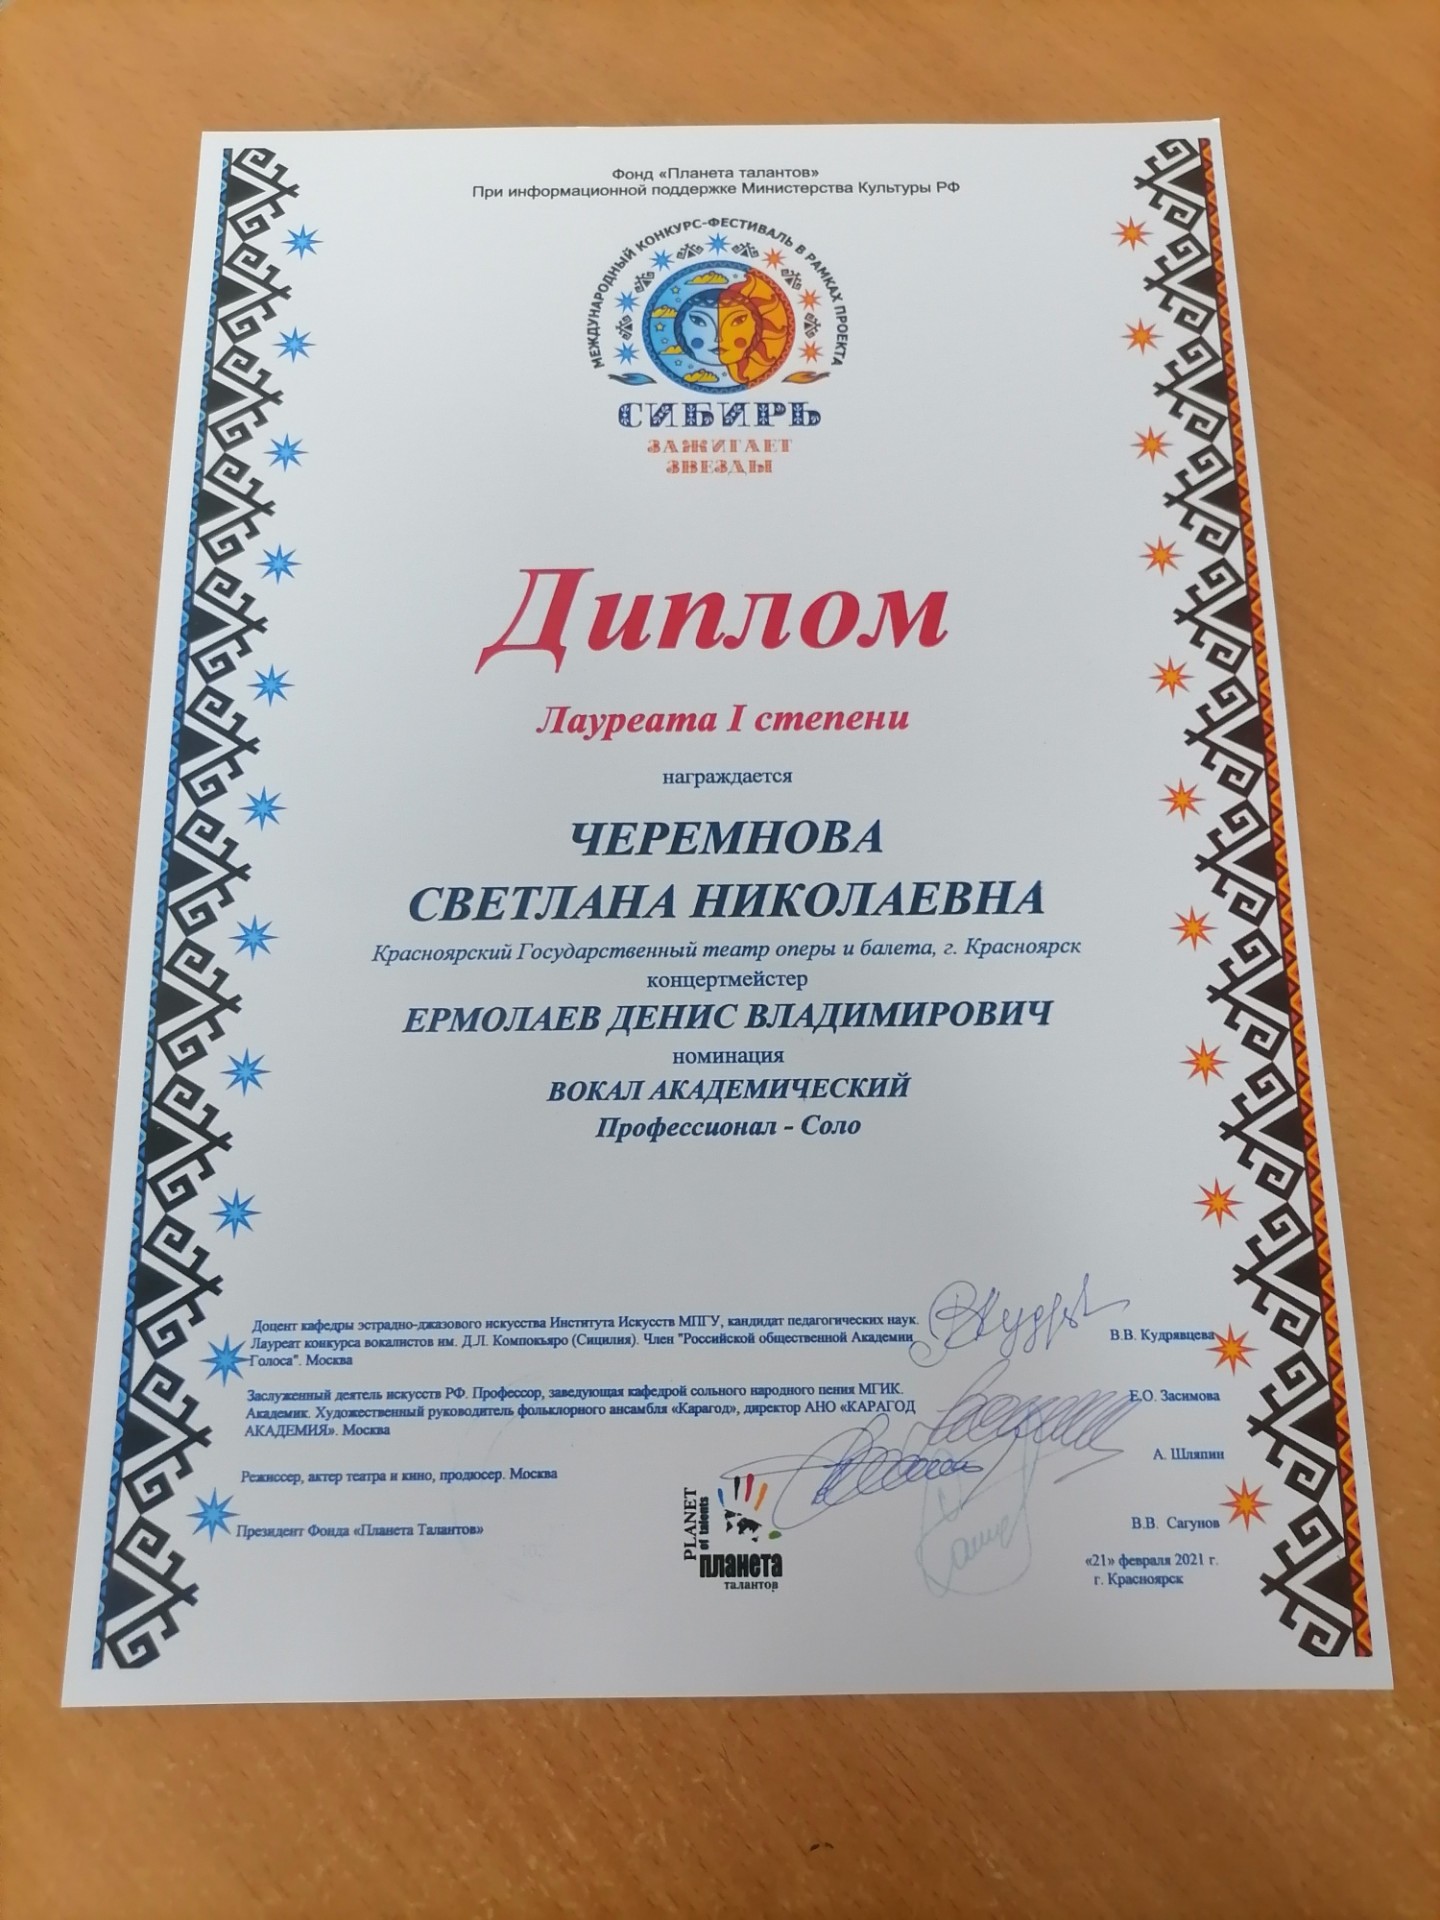 Фонд «Планета талантов»
При информационной поддержке Министерства Культуры РФ
МЕЖДУНАРОДНЫЙ КОНКУРС-ФЕСТИВАЛЬ В РАМКАХ ПРОЕКТА
СИБИРЬ
ЗАЖИГАЕТ
ЗВЕЗДЫ
Диплом
Лауреата I степени
награждается
ЧЕРЕМНОВА
СВЕТЛАНА НИКОЛАЕВНА
Красноярский Государственный театр оперы и балета, г. Красноярск
концертмейстер
ЕРМОЛАЕВ ДЕНИС ВЛАДИМИРОВИЧ
номинация
ВОКАЛ АКАДЕМИЧЕСКИЙ
Профессионал - Соло
Доцент кафедры эстрадно-джазового искусства Института Искусств МПГУ, кандидат педагогических наук.
Лауреат конкурса вокалистов им. Д.Л. Компокьяро (Сицилия). Член "Российской общественной Академии
Голоса". Москва
В.В. Кудрявцева
Заслуженный деятель искусств РФ. Профессор, заведующая кафедрой сольного народного пения МГИК.
Академик. Художественный руководитель фольклорного ансамбля «Карагод», директор АНО «КАРАГОД
АКАДЕМИЯ». Москва
Е.О. Засимова
Режиссер, актер театра и кино, продюсер. Москва
А. Шляпин
Президент Фонда «Планета Талантов»
В.В. Сагунов
PLANET
of talents
планета
талантов
«21» февраля 2021 г.
г. Красноярск